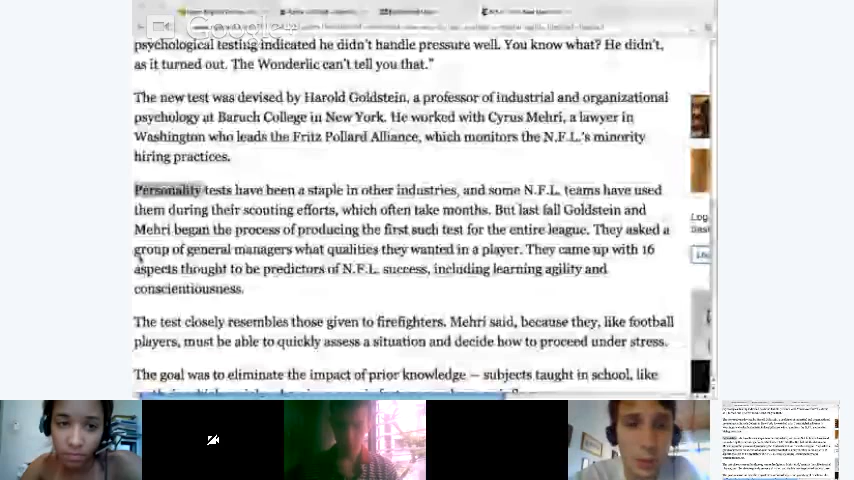 Google+
psychological testing indicated he didn't handle pressure well. You know what? He didn't,
as it turned out. The Wonderlic can't tell you that."
The new test was devised by Harold Goldstein, a professor of industrial and organizational
psychology at Baruch College in New York. He worked with Cyrus Mehri, a lawyer in
Washington who leads the Fritz Pollard Alliance, which monitors the N.F.L.'s minority
hiring practices.
Personality tests have been a staple in other industries, and some N.F.L. teams have used
them during their scouting efforts, which often take months. But last fall Goldstein and
Mehri began the process of producing the first such test for the entire league. They asked a
group of general managers what qualities they wanted in a player. They came up with 16
aspects thought to be predictors of N.F.L. success, including learning agility and
conscientiousness.
The test closely resembles those given to firefighters. Mehri said, because they, like football
players, must be able to quickly assess a situation and decide how to proceed under stress.
The goal was to eliminate the impact of prior knowledge — subjects taught in school, like